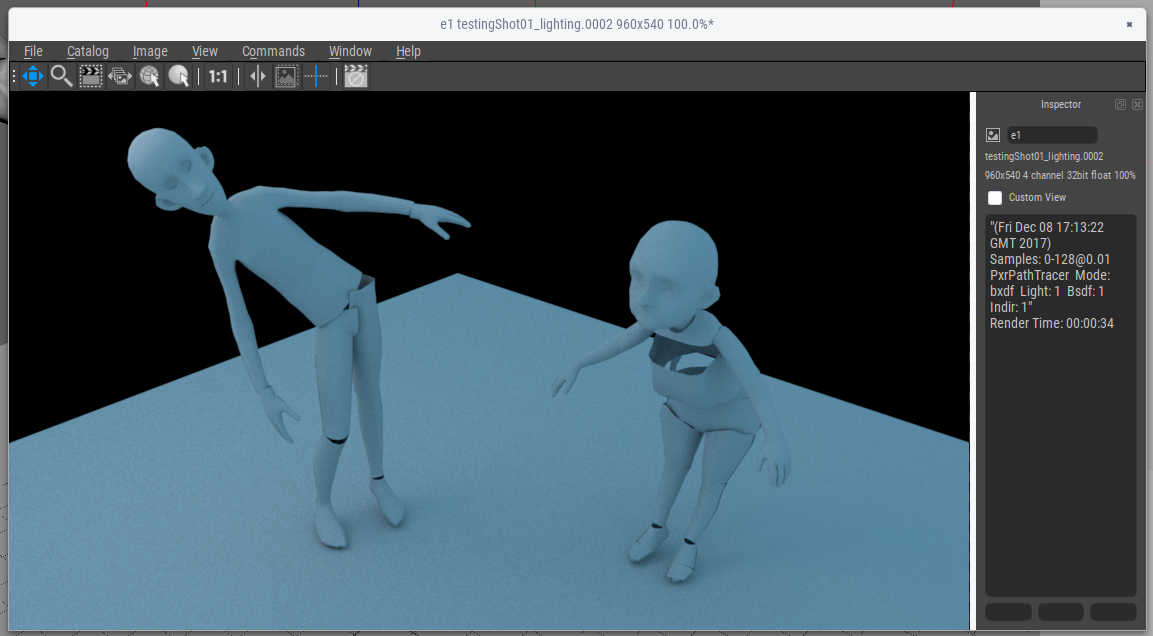 e1 testingShot01_lighting.0002 960x540 100.0%*
File Catalog Image View Commands Window Help
1:1
Inspector
e1
testingShot01_lighting.0002
960x540 4 channel 32bit float 100%
Custom View
"(Fri Dec 08 17:13:22
GMT 2017)
Samples: 0-128@0.01
PxrPathTracer Mode:
bxdf Light: 1 Bsdf: 1
Indir: 1"
Render Time: 00:00:34